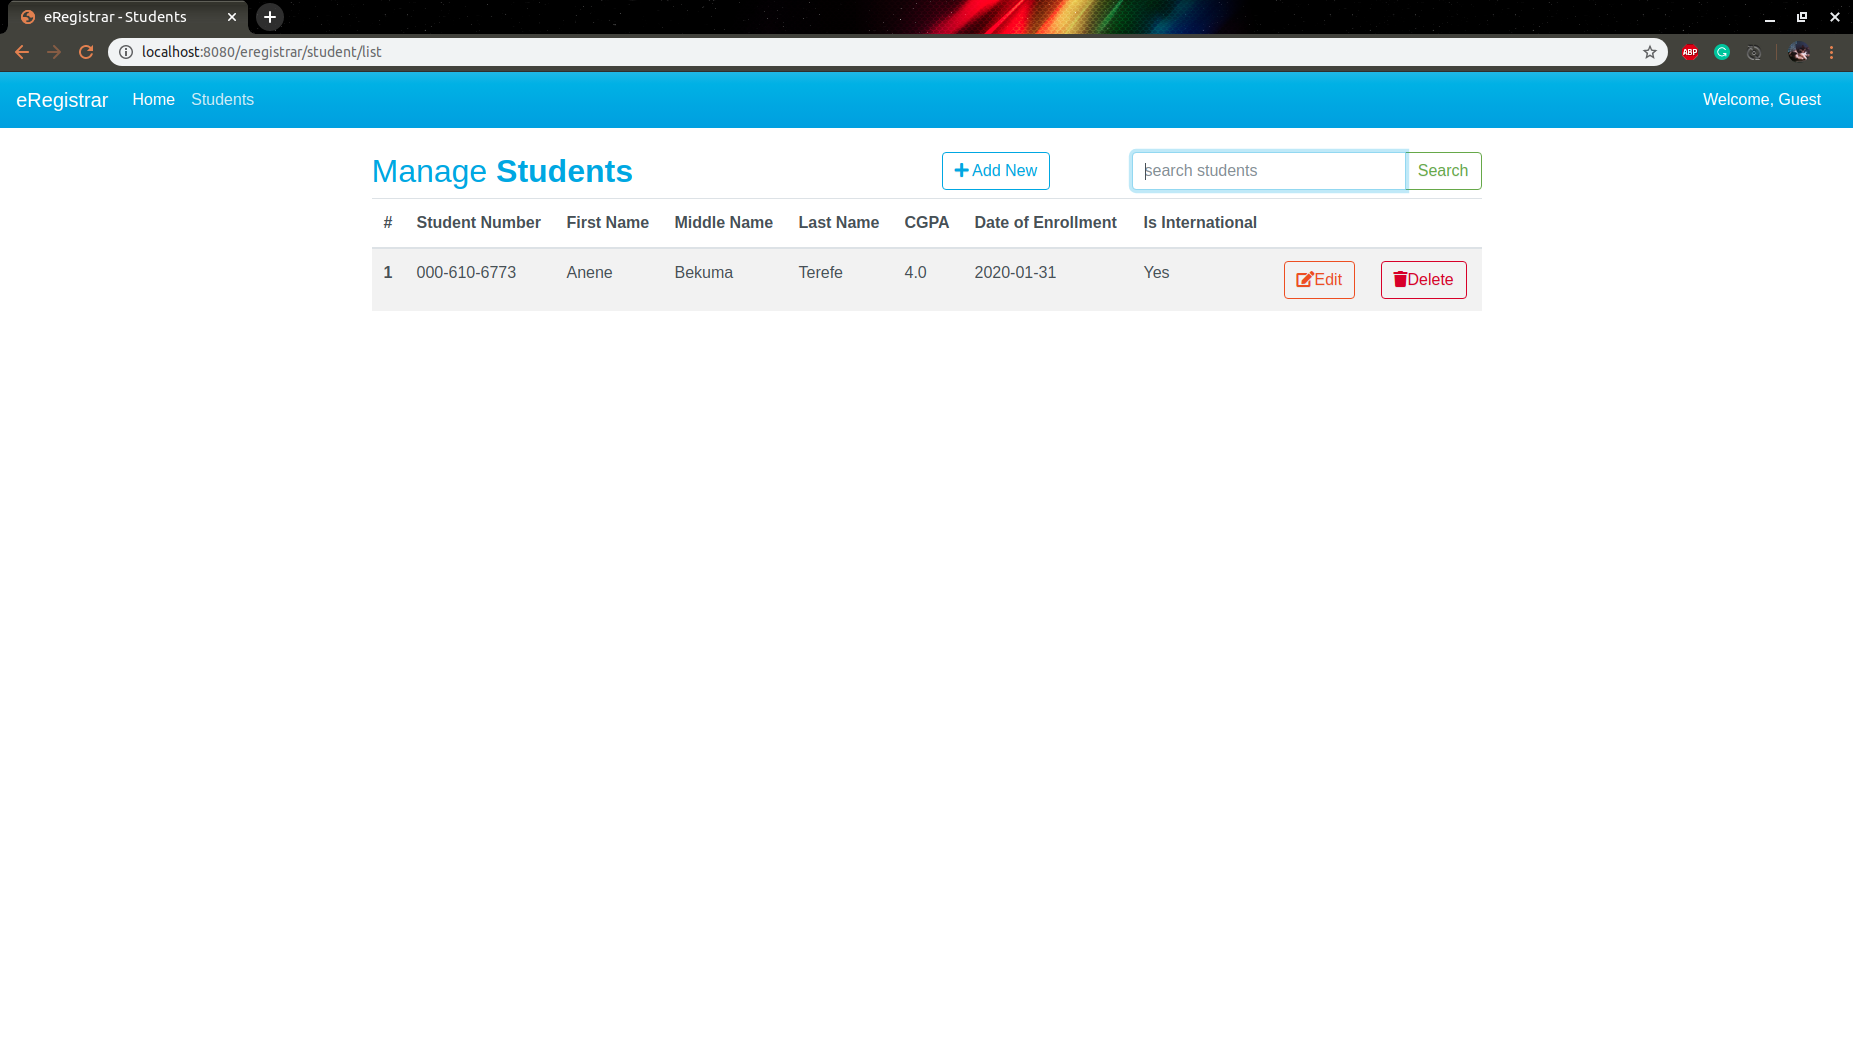 eRegistrar - Students
localhost:8080/eregistrar/student/list
ABP
eRegistrar Home Students Welcome, Guest
Manage Students Add New search students Search
# Student Number First Name Middle Name Last Name CGPA Date of Enrollment Is International
1 000-610-6773 Anene Bekuma Terefe 4.0 2020-01-31 Yes Edit Delete